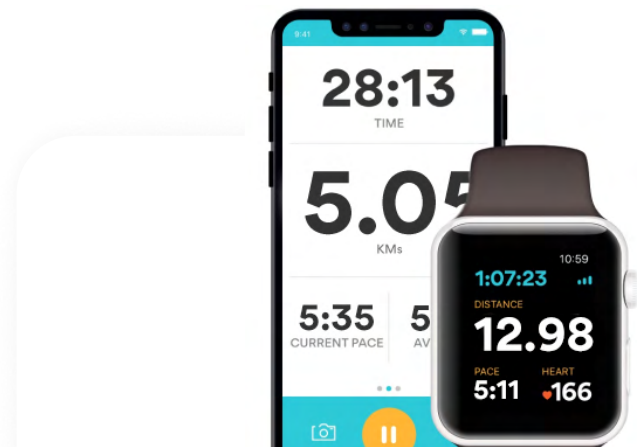 9:41
28:13
TIME
5.05
KMs
5:35
CURRENT PACE
5
AV
10:59
1:07:23
DISTANCE
12.98
PACE HEART
5:11 166